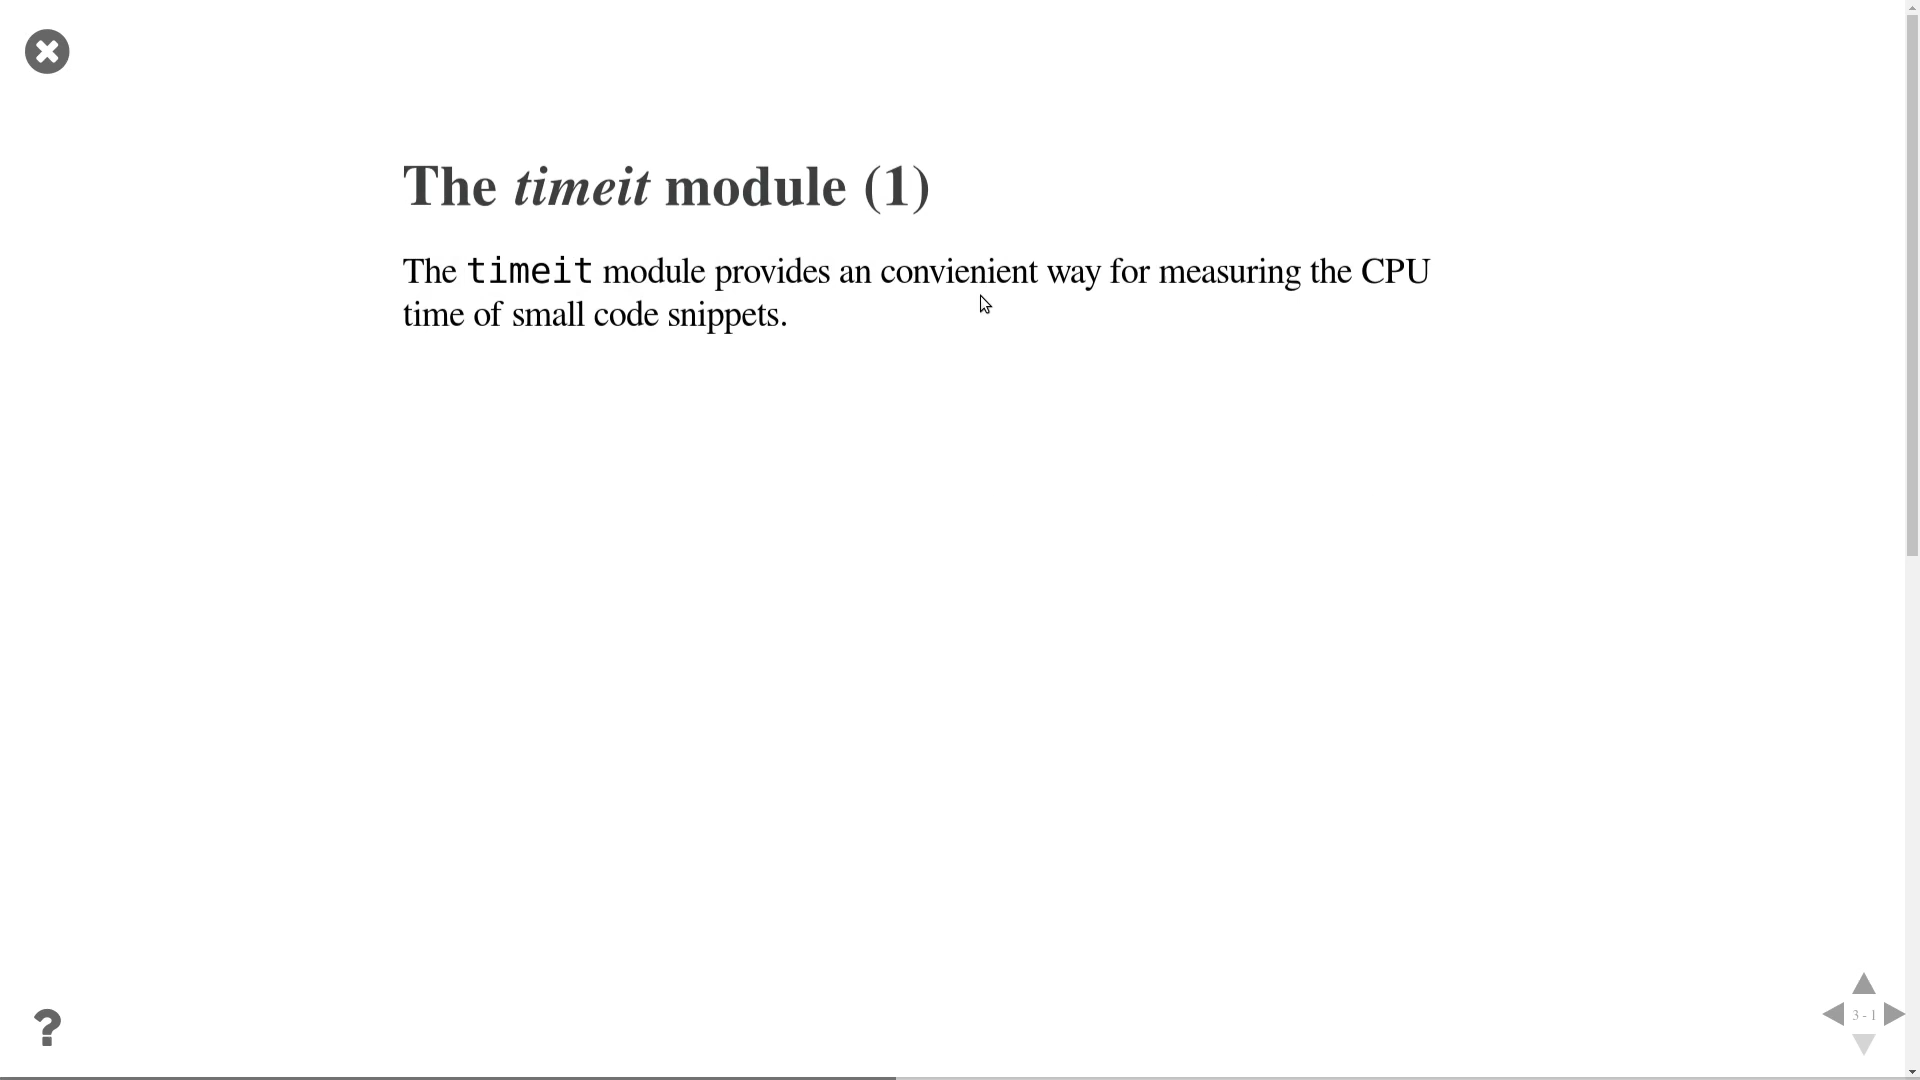 The timeit module (1)
The timeit module provides an convienient way for measuring the CPU
time of small code snippets.
?
3 - 1